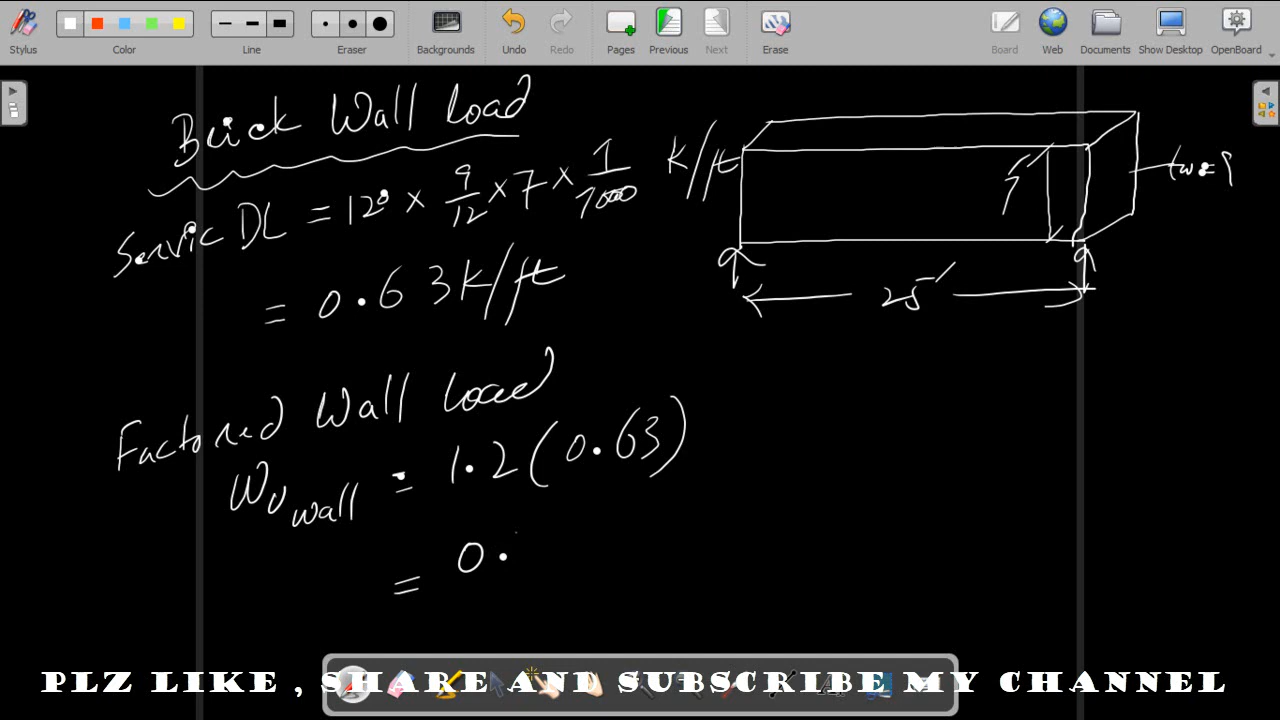 Stylus Color Line Eraser Backgrounds Undo Redo Pages Previous Next Erase Board Web Documents Show Desktop OpenBoard
Brick Wall Load
Servic DL = 120 × 9/12 × 7 × 1/1000 k/ft
= 0.63 k/ft
Factored Wall Load
Wu wall = 1.2 (0.63)
= 0.
tw = 9
7
25'
PLZ LIKE , SHARE AND SUBSCRIBE MY CHANNEL